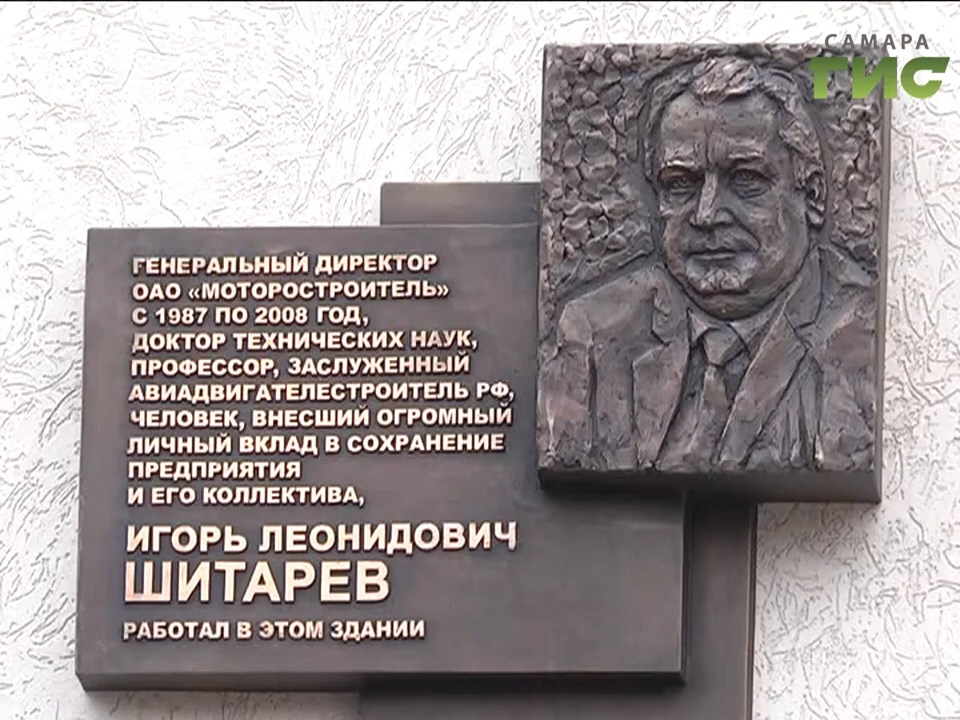 САМАРА
ГИС
ГЕНЕРАЛЬНЫЙ ДИРЕКТОР
ОАО «МОТОРОСТРОИТЕЛЬ»
С 1987 ПО 2008 ГОД,
ДОКТОР ТЕХНИЧЕСКИХ НАУК,
ПРОФЕССОР, ЗАСЛУЖЕННЫЙ
АВИАДВИГАТЕЛЕСТРОИТЕЛЬ РФ,
ЧЕЛОВЕК, ВНЕСШИЙ ОГРОМНЫЙ
ЛИЧНЫЙ ВКЛАД В СОХРАНЕНИЕ
ПРЕДПРИЯТИЯ
И ЕГО КОЛЛЕКТИВА,
ИГОРЬ ЛЕОНИДОВИЧ
ШИТАРЕВ
РАБОТАЛ В ЭТОМ ЗДАНИИ